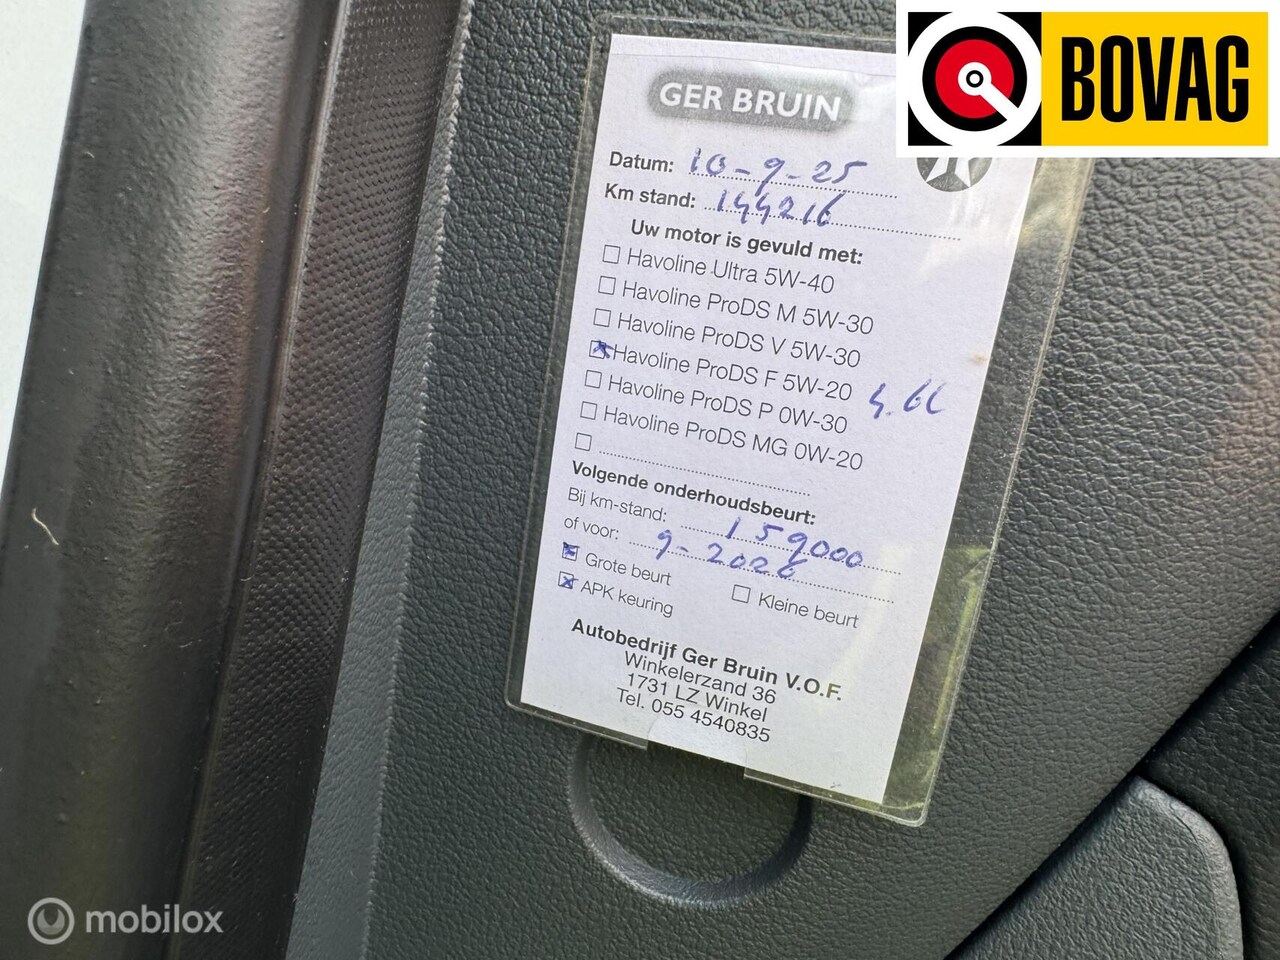 BOVAG
GER BRUIN
Datum: 10-9-25
Km stand: 144216
Uw motor is gevuld met:
Havoline Ultra 5W-40
Havoline ProDS M 5W-30
Havoline ProDS V 5W-30
Havoline ProDS F 5W-20 4.6L
Havoline ProDS P 0W-30
Havoline ProDS MG 0W-20
Volgende onderhoudsbeurt:
Bij km-stand: 159000
of voor: 9-2026
Grote beurt
Kleine beurt
APK keuring
Autobedrijf Ger Bruin V.O.F.
Winkelerzand 36
1731 LZ Winkel
Tel. 055 4540835
mobilox